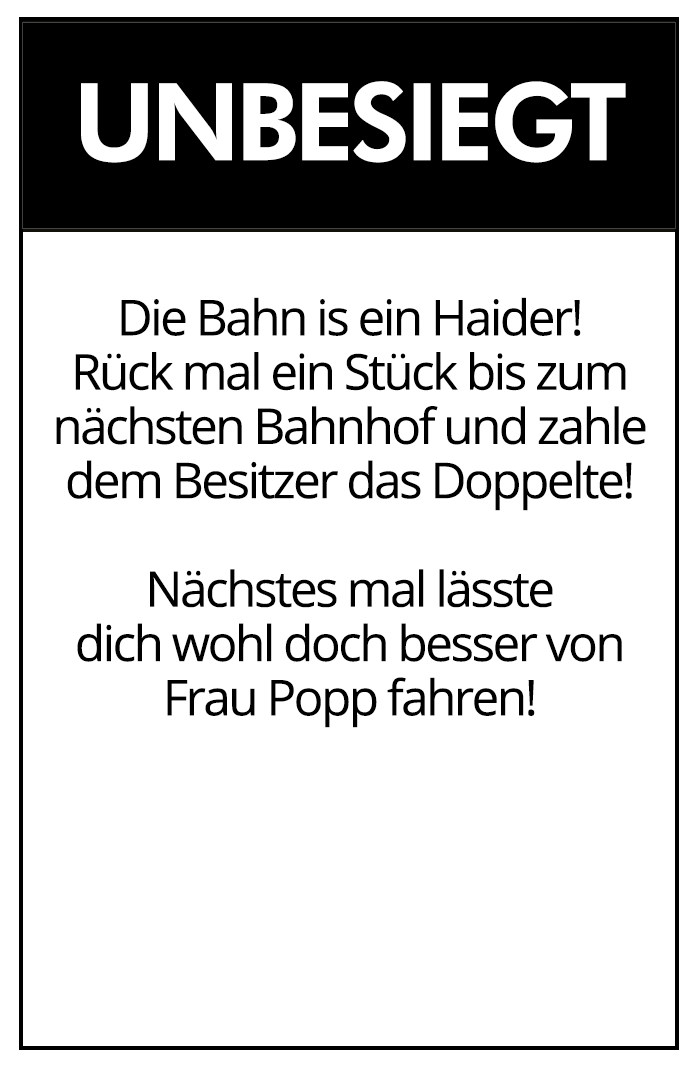 UNBESIEGT
Die Bahn is ein Haider!
Rück mal ein Stück bis zum
nächsten Bahnhof und zahle
dem Besitzer das Doppelte!
Nächstes mal lässte
dich wohl doch besser von
Frau Popp fahren!